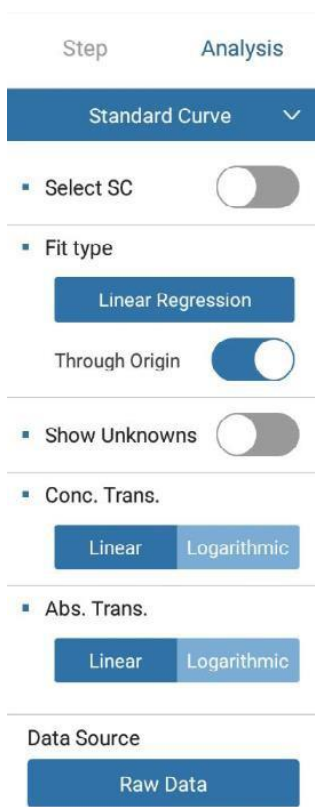 Step Analysis
Standard Curve
Select SC
Fit type
Linear Regression
Through Origin
Show Unknowns
Conc. Trans.
Linear Logarithmic
Abs. Trans.
Linear Logarithmic
Data Source
Raw Data